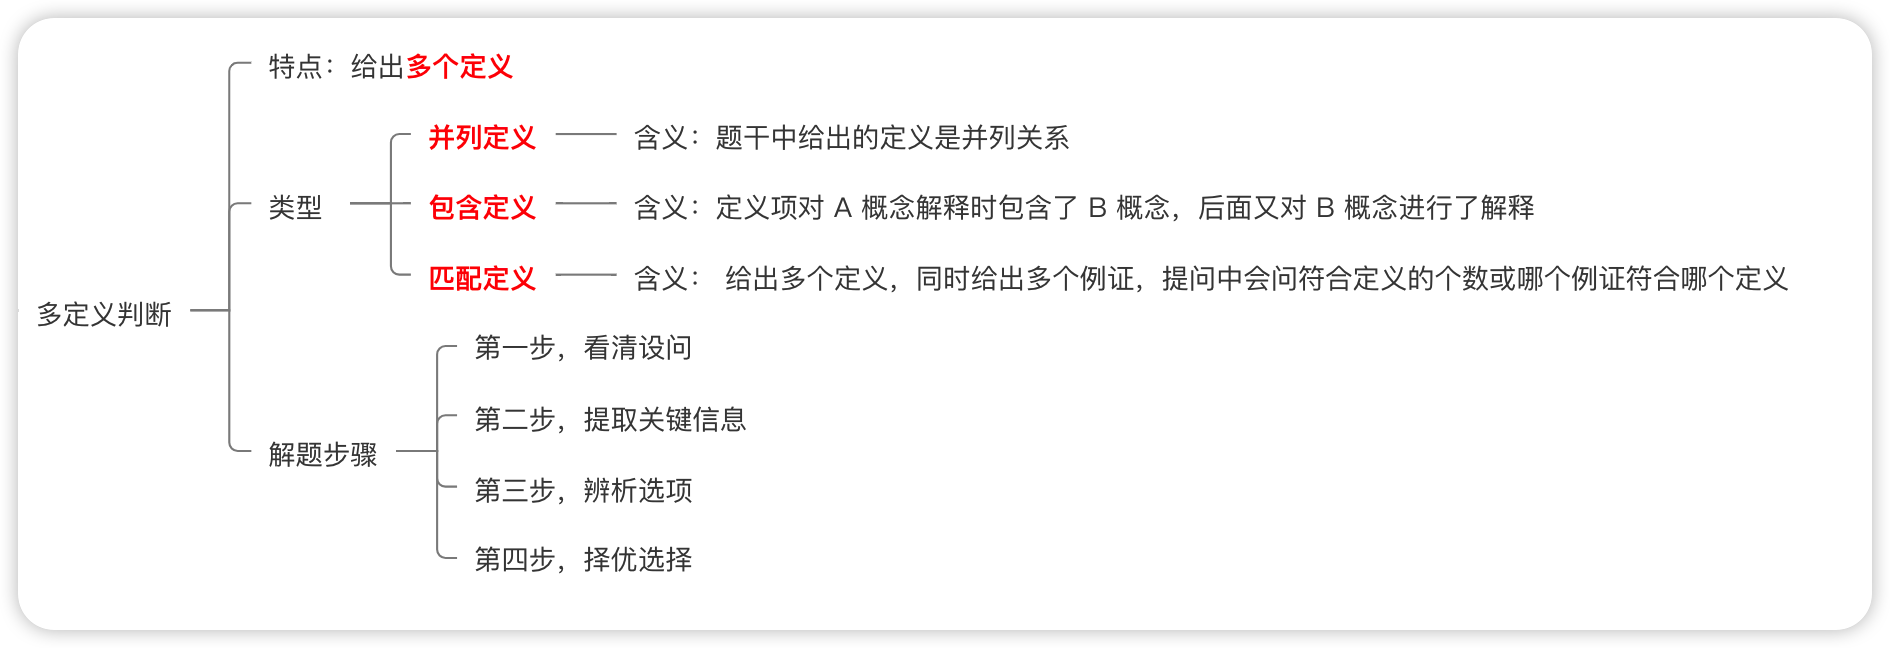 特点：给出多个定义
并列定义
含义：题干中给出的定义是并列关系
类型
包含定义
含义：定义项对 A 概念解释时包含了 B 概念，后面又对 B 概念进行了解释
匹配定义
含义： 给出多个定义，同时给出多个例证，提问中会问符合定义的个数或哪个例证符合哪个定义
多定义判断
第一步，看清设问
第二步，提取关键信息
解题步骤
第三步，辨析选项
第四步，择优选择